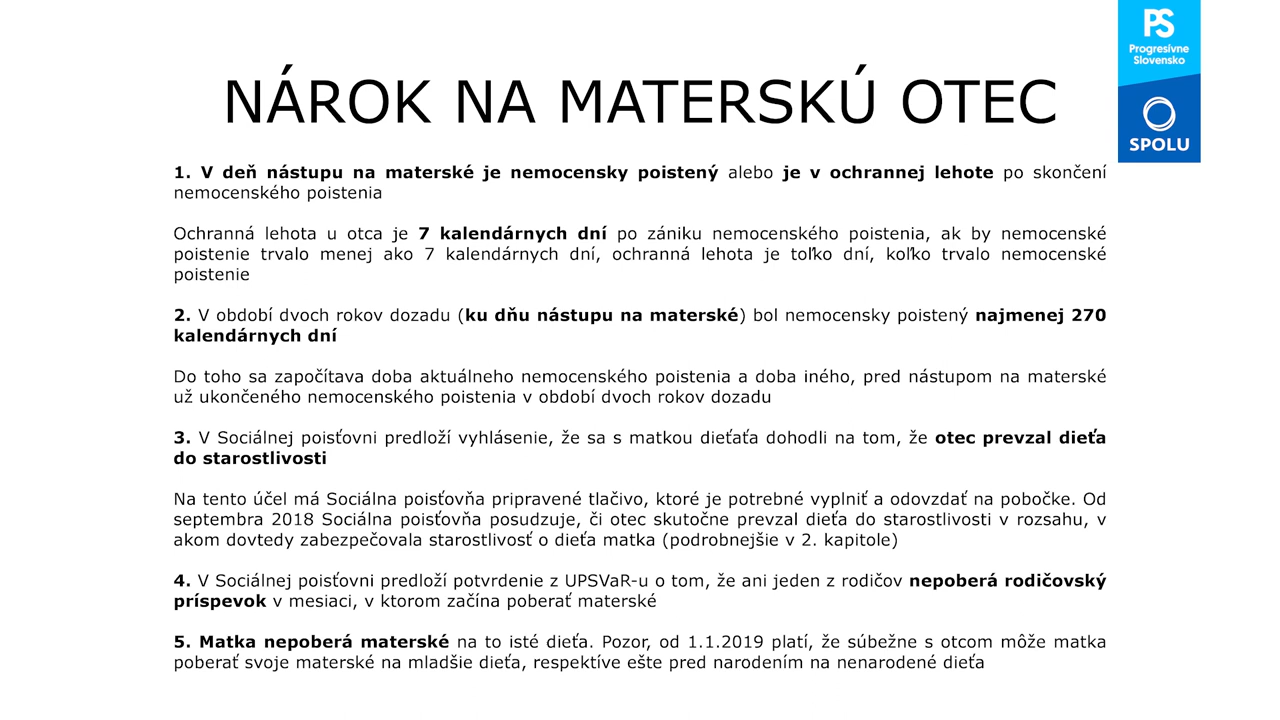 PS
Progresívne
Slovensko
SPOLU
NÁROK NA MATERSKÚ OTEC
1. V deň nástupu na materské je nemocensky poistený alebo je v ochrannej lehote po skončení
nemocenského poistenia
Ochranná lehota u otca je 7 kalendárnych dní po zániku nemocenského poistenia, ak by nemocenské
poistenie trvalo menej ako 7 kalendárnych dní, ochranná lehota je toľko dní, koľko trvalo nemocenské
poistenie
2. V období dvoch rokov dozadu (ku dňu nástupu na materské) bol nemocensky poistený najmenej 270
kalendárnych dní
Do toho sa započítava doba aktuálneho nemocenského poistenia a doba iného, pred nástupom na materské
už ukončeného nemocenského poistenia v období dvoch rokov dozadu
3. V Sociálnej poisťovni predloží vyhlásenie, že sa s matkou dieťaťa dohodli na tom, že otec prevzal dieťa
do starostlivosti
Na tento účel má Sociálna poisťovňa pripravené tlačivo, ktoré je potrebné vyplniť a odovzdať na pobočke. Od
septembra 2018 Sociálna poisťovňa posudzuje, či otec skutočne prevzal dieťa do starostlivosti v rozsahu, v
akom dovtedy zabezpečovala starostlivosť o dieťa matka (podrobnejšie v 2. kapitole)
4. V Sociálnej poisťovni predloží potvrdenie z UPSVaR-u o tom, že ani jeden z rodičov nepoberá rodičovský
príspevok v mesiaci, v ktorom začína poberať materské
5. Matka nepoberá materské na to isté dieťa. Pozor, od 1.1.2019 platí, že súbežne s otcom môže matka
poberať svoje materské na mladšie dieťa, respektíve ešte pred narodením na nenarodené dieťa